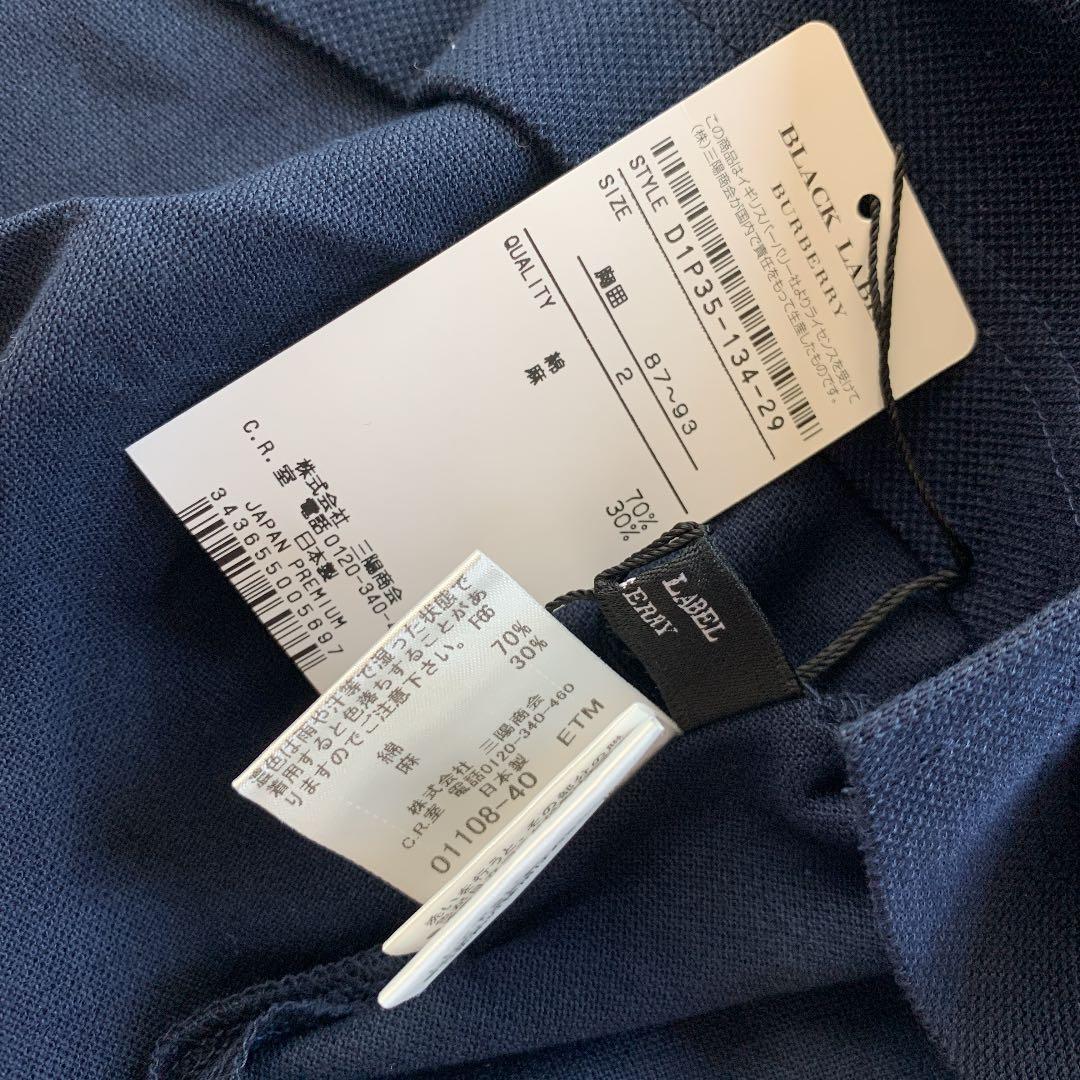 BLACK LABE
BURBERRY
この商品はイギリスバーバリー社よりライセンスを受けて
(株)三陽商会が国内で責任をもって生産したものです。
STYLE D1P35-134-29
SIZE 2
胸囲 87~93
QUALITY
綿 70%
麻 30%
株式会社 三陽商会
C.R.室 電話0120-340-4
日本製
JAPAN PREMIUM
3436550005697
LABEL
BERRY
濃色は雨や汗等で湿った状態で
着用すると色落ちすることがあ
りますのでご注意下さい。
F66
綿 70%
麻 30%
株式会社 三陽商会
C.R.室 電話0120-340-460
日本製
01108-40 ETM